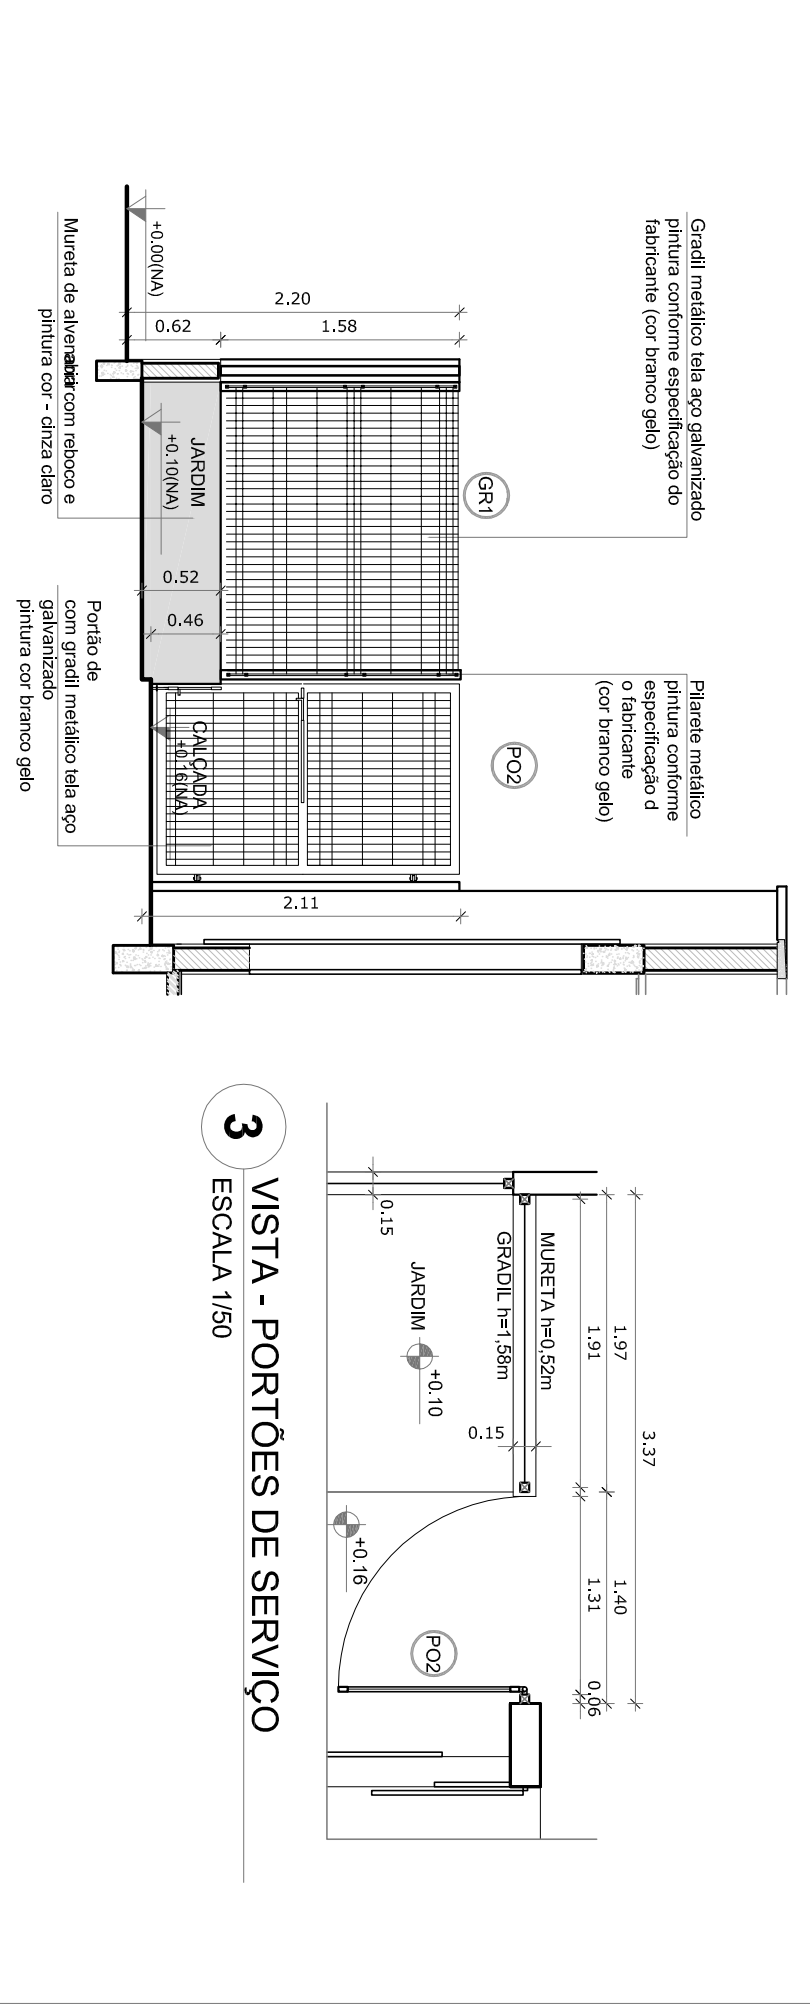 Gradil metálico tela aço galvanizado
pintura conforme especificação do
fabricante (cor branco gelo)
Pilarete metálico
pintura conforme
especificação d
o fabricante
(cor branco gelo)
GR1
PO2
2.20
0.62
1.58
+0.00(NA)
JARDIM
+0.10(NA)
0.52
0.46
CALÇADA
+0.16(NA)
2.11
Mureta de alvenaria com reboco e
pintura cor - cinza claro
Portão de
com gradil metálico tela aço
galvanizado
pintura cor branco gelo
abrir
3.37
1.97
1.40
1.91
1.31
0,06
MURETA h=0,52m
GRADIL h=1,58m
0.15
0.15
JARDIM
+0.10
+0.16
PO2
3
VISTA - PORTÕES DE SERVIÇO
ESCALA 1/50